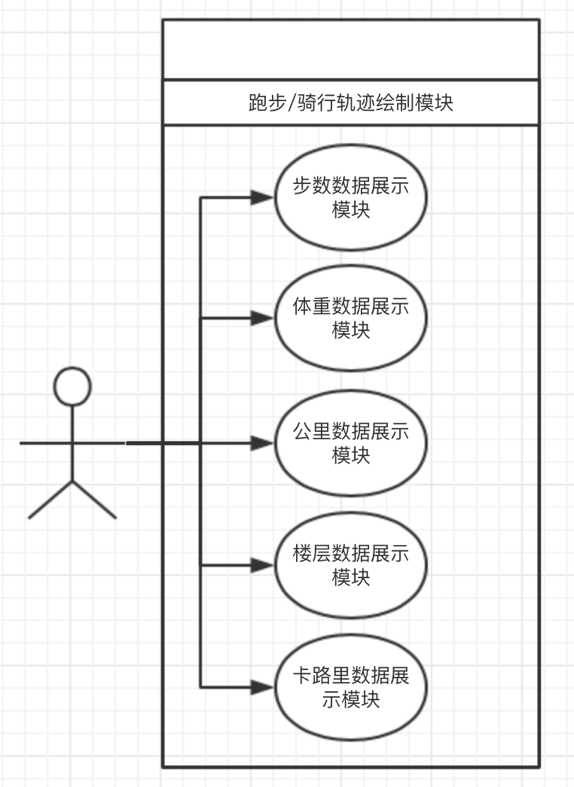 跑步/骑行轨迹绘制模块
步数数据展示
模块
体重数据展示
模块
公里数据展示
模块
楼层数据展示
模块
卡路里数据展
示模块